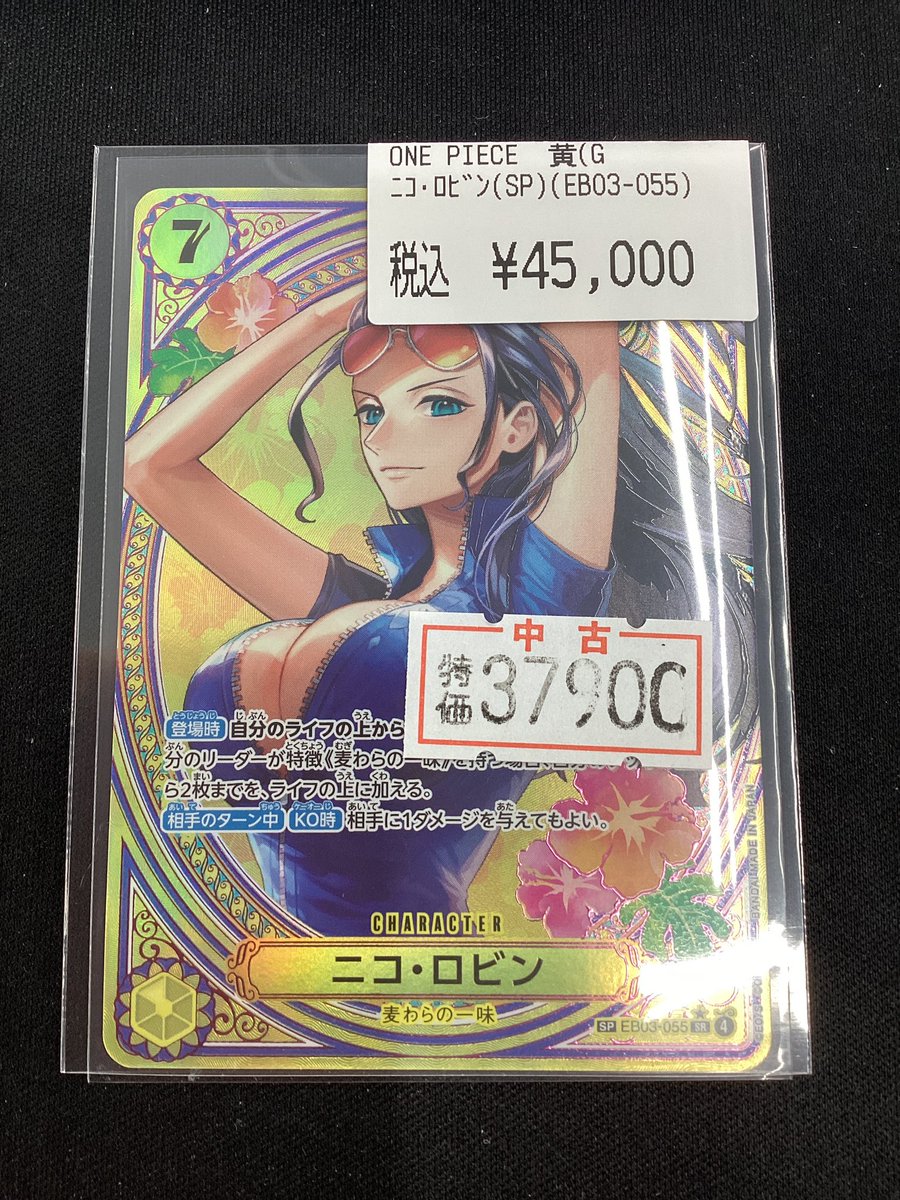 ONE PIECE 黄(G
ﾆｺ･ﾛﾋﾞﾝ(SP)(EB03-055)
税込 ¥45,000
7
中古
特価 37900
登場時 自分のライフの上から
分のリーダーが特徴《麦わらの一味》を持つ場合、
ら2枚までを、ライフの上に加える。
相手のターン中 KO時 相手に1ダメージを与えてもよい。
CHARACTER
ニコ・ロビン
麦わらの一味
SP EB03-055 SR 4
BANDAI MADE IN JAPAN